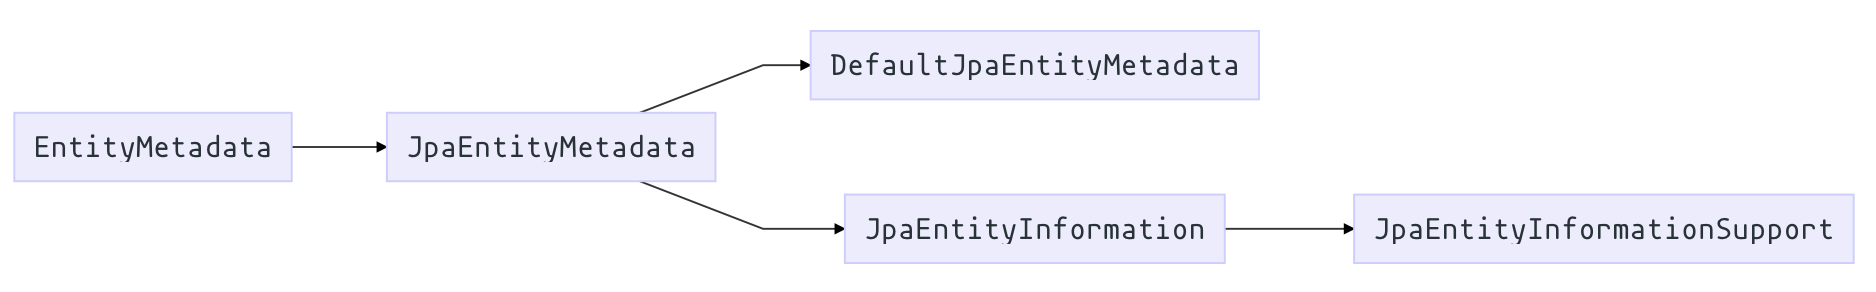 DefaultJpaEntityMetadata
EntityMetadata
JpaEntityMetadata
JpaEntityInformation
JpaEntityInformationSupport